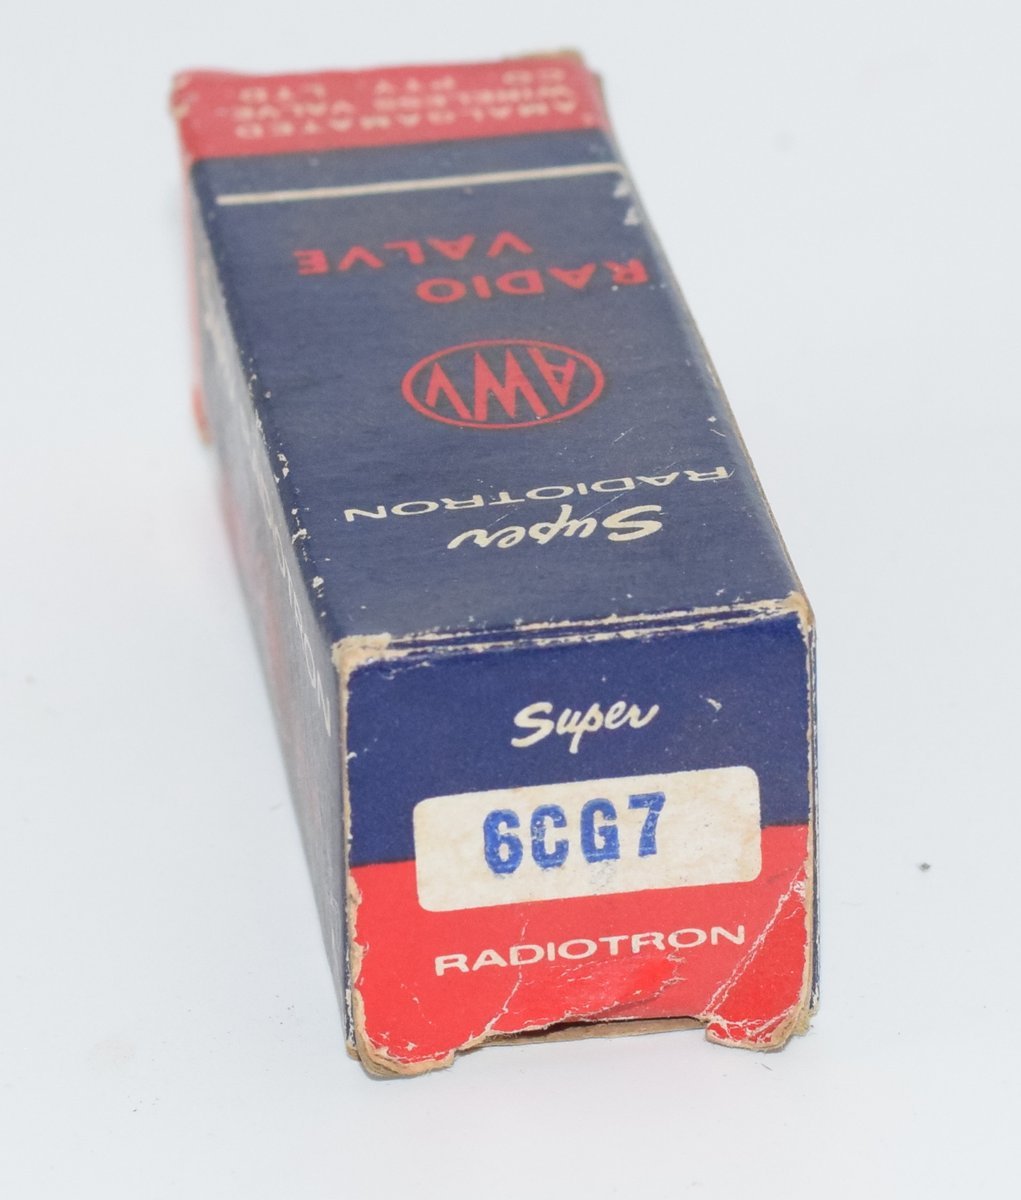 AMALGAMATED
WIRELESS VALVE
CO PTY LTD
RADIO
VALVE
AWV
Super
RADIOTRON
Super
6CG7
RADIOTRON